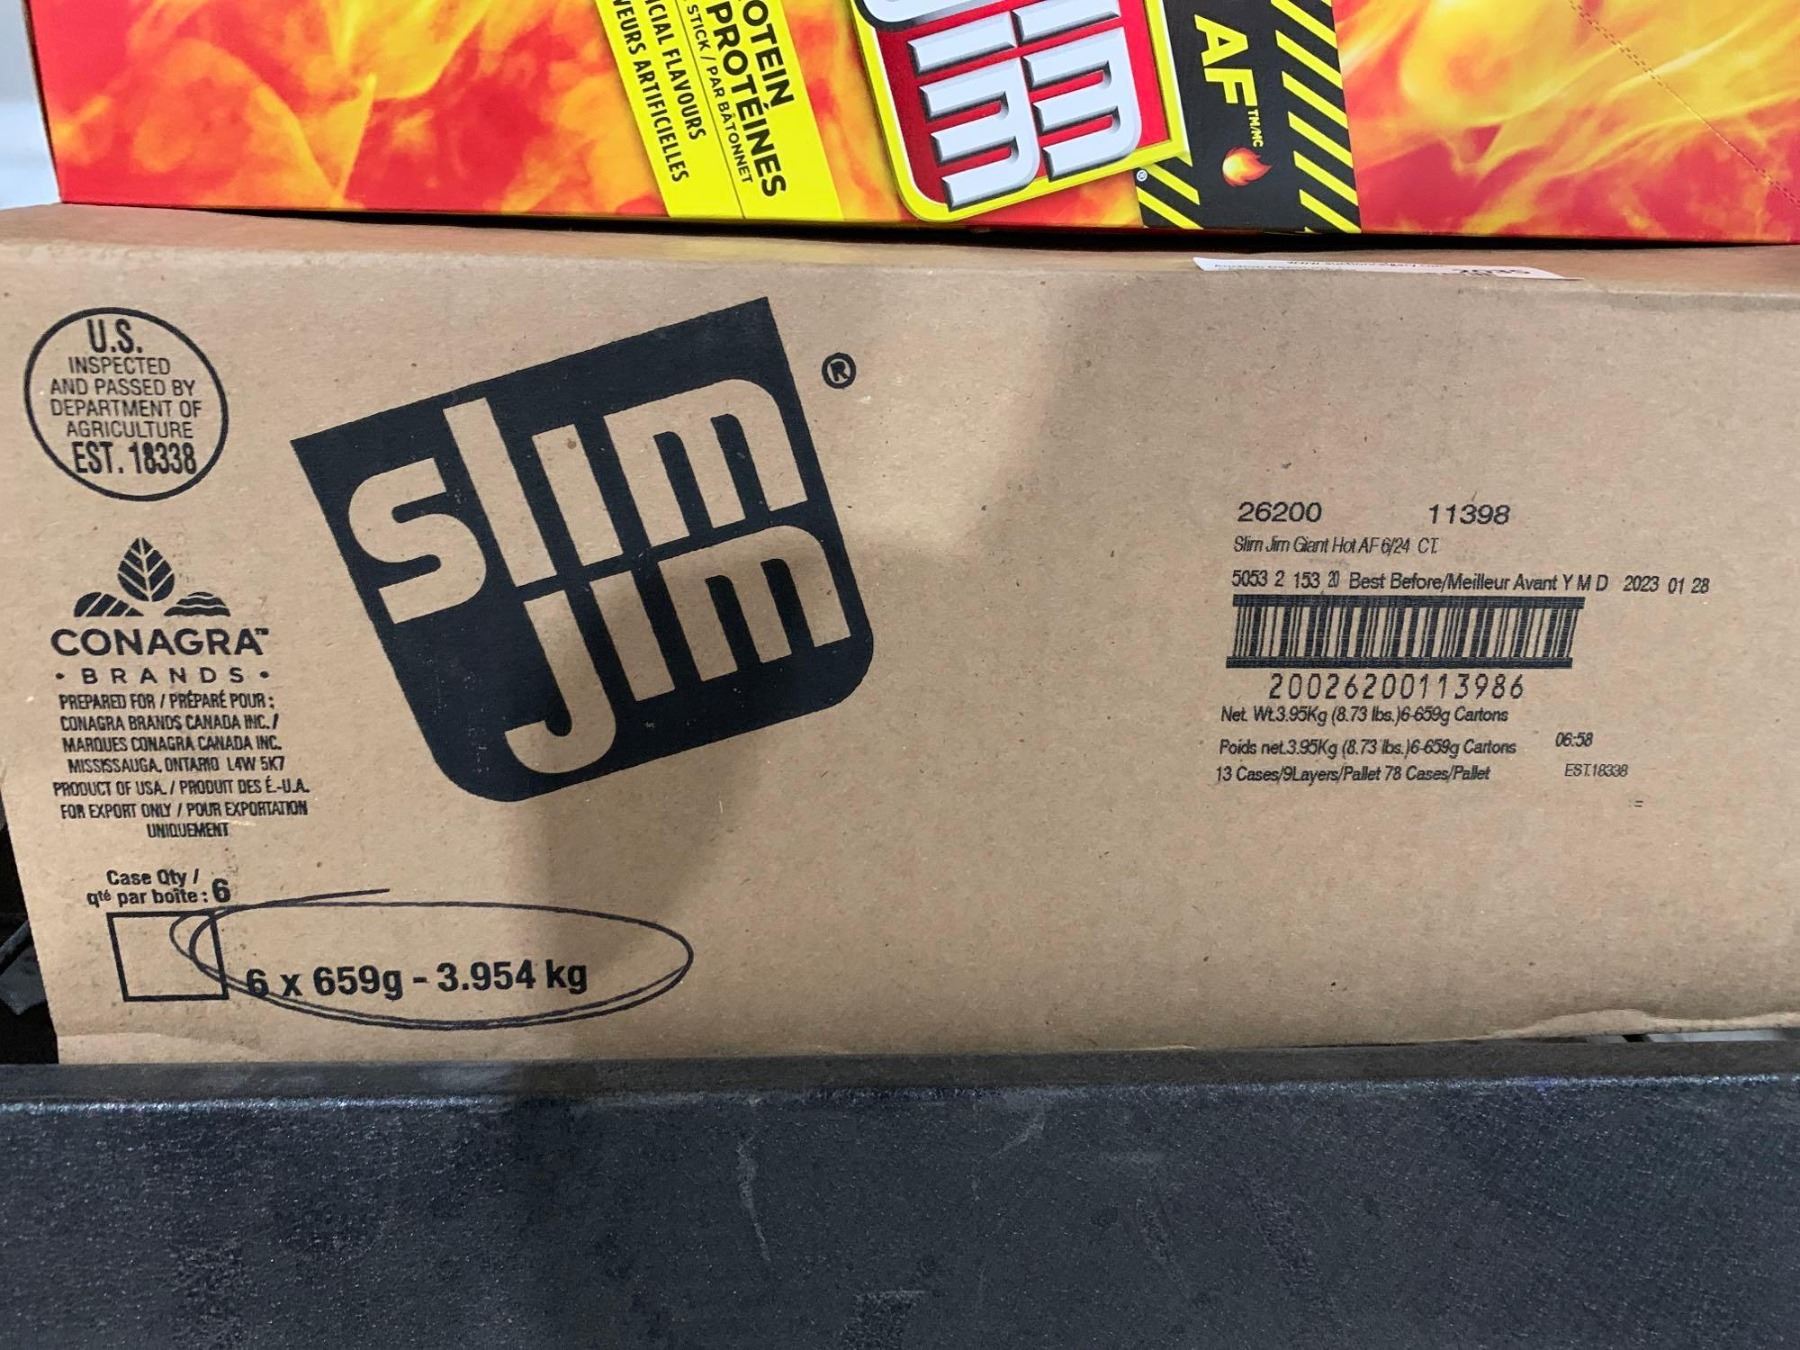 OTEIN
PROTÉINES
STICK / PAR BÂTONNET
ICIAL FLAVOURS
VEURS ARTIFICIELLES
AF TM/MC
®
2035
U.S.
INSPECTED
AND PASSED BY
DEPARTMENT OF
AGRICULTURE
EST. 18338
CONAGRA™
• BRANDS •
PREPARED FOR / PRÉPARÉ POUR :
CONAGRA BRANDS CANADA INC. /
MARQUES CONAGRA CANADA INC.
MISSISSAUGA, ONTARIO L4W 5K7
PRODUCT OF USA. / PRODUIT DES É.-U.A.
FOR EXPORT ONLY / POUR EXPORTATION
UNIQUEMENT
Case Qty /
qté par boîte : 6
6 x 659g - 3.954 kg
slim
jim
®
26200 11398
Slim Jim Giant Hot AF 6/24 CT.
5053 2 153 20 Best Before/Meilleur Avant Y M D 2023 01 28
20026200113986
Net. Wt.3.95Kg (8.73 lbs.)6-659g Cartons
Poids net.3.95Kg (8.73 lbs.)6-659g Cartons 06:58
13 Cases/9Layers/Pallet 78 Cases/Pallet EST.18338